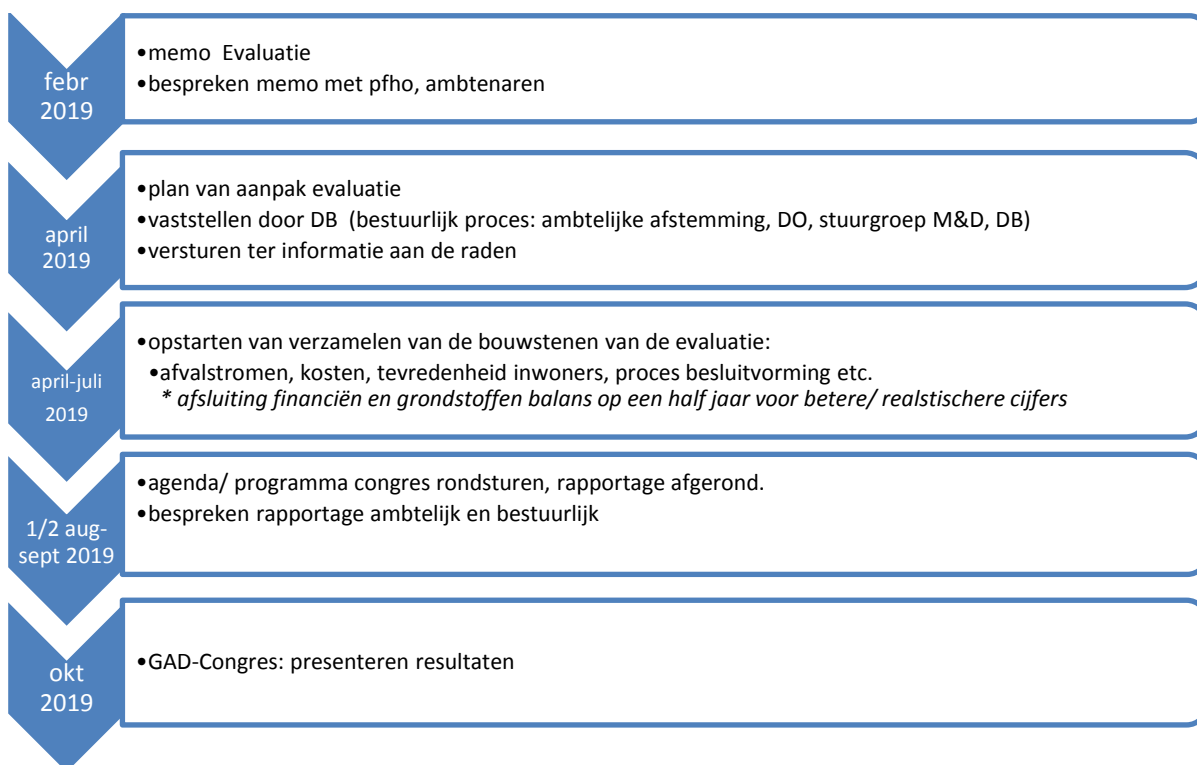 febr
2019
•memo  Evaluatie
•bespreken memo met pfho, ambtenaren
april
2019
•plan van aanpak evaluatie
•vaststellen door DB  (bestuurlijk proces: ambtelijke afstemming, DO, stuurgroep M&D, DB)
•versturen ter informatie aan de raden
april-juli
2019
•opstarten van verzamelen van de bouwstenen van de evaluatie:
•afvalstromen, kosten, tevredenheid inwoners, proces besluitvorming etc.
* afsluiting financiën en grondstoffen balans op een half jaar voor betere/ realstischere cijfers
1/2 aug-
sept 2019
•agenda/ programma congres rondsturen, rapportage afgerond.
•bespreken rapportage ambtelijk en bestuurlijk
okt
2019
•GAD-Congres: presenteren resultaten